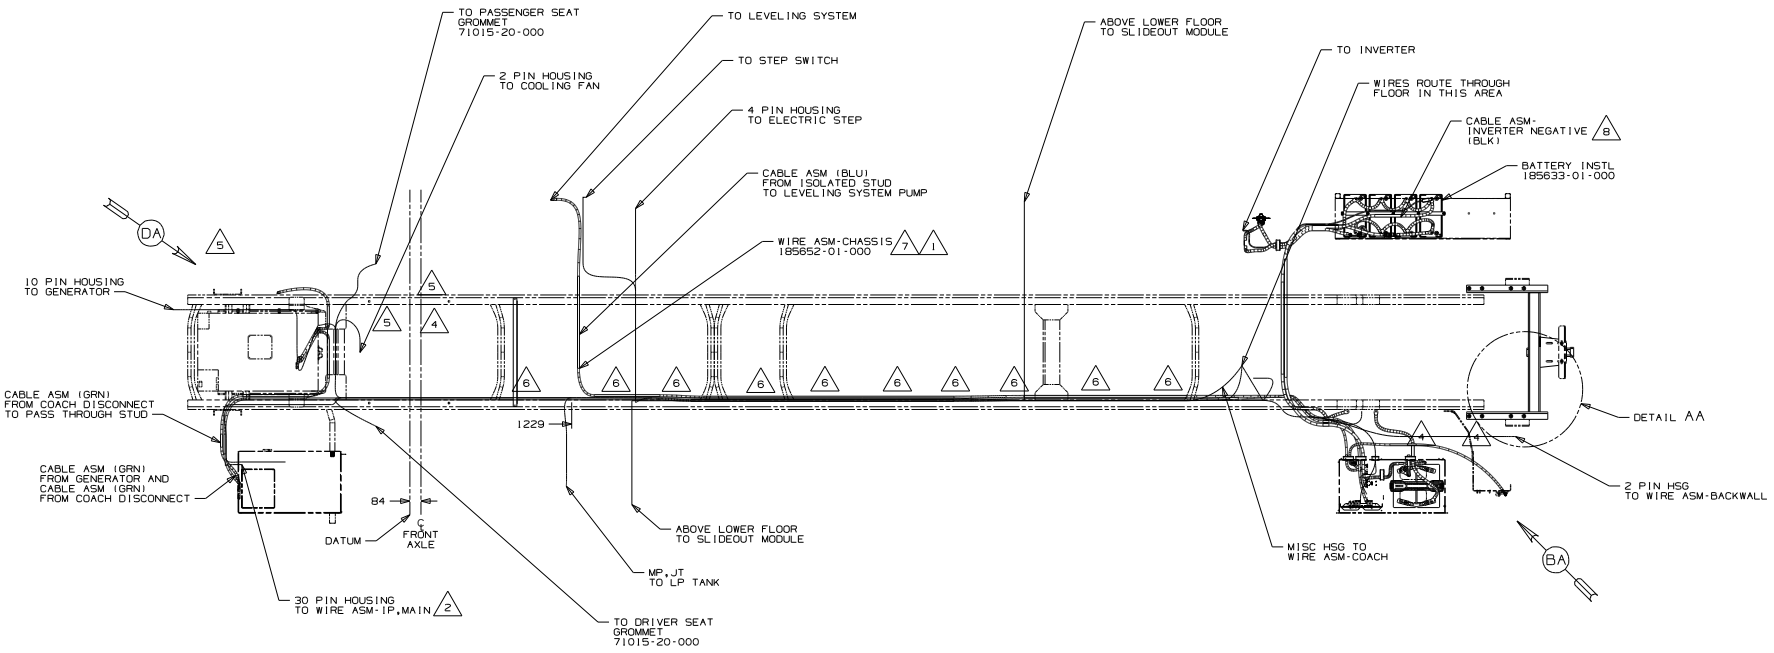 TO PASSENGER SEAT
GROMMET
71015-20-000
TO LEVELING SYSTEM
ABOVE LOWER FLOOR
TO SLIDEOUT MODULE
TO INVERTER
TO STEP SWITCH
2 PIN HOUSING
TO COOLING FAN
WIRES ROUTE THROUGH
FLOOR IN THIS AREA
4 PIN HOUSING
TO ELECTRIC STEP
CABLE ASM-
INVERTER NEGATIVE
(BLK)
8
BATTERY INSTL
185633-01-000
CABLE ASM (BLU)
FROM ISOLATED STUD
TO LEVELING SYSTEM PUMP
DA
5
WIRE ASM-CHASSIS
185652-01-000
7
1
10 PIN HOUSING
TO GENERATOR
5
5
4
6
6
6
6
6
6
6
6
6
6
CABLE ASM (GRN)
FROM COACH DISCONNECT
TO PASS THROUGH STUD
1229
DETAIL AA
4
4
CABLE ASM (GRN)
FROM GENERATOR AND
CABLE ASM (GRN)
FROM COACH DISCONNECT
84
2 PIN HSG
TO WIRE ASM-BACKWALL
DATUM
CL
FRONT
AXLE
ABOVE LOWER FLOOR
TO SLIDEOUT MODULE
MISC HSG TO
WIRE ASM-COACH
BA
MP,JT
TO LP TANK
30 PIN HOUSING
TO WIRE ASM-IP,MAIN
2
TO DRIVER SEAT
GROMMET
71015-20-000